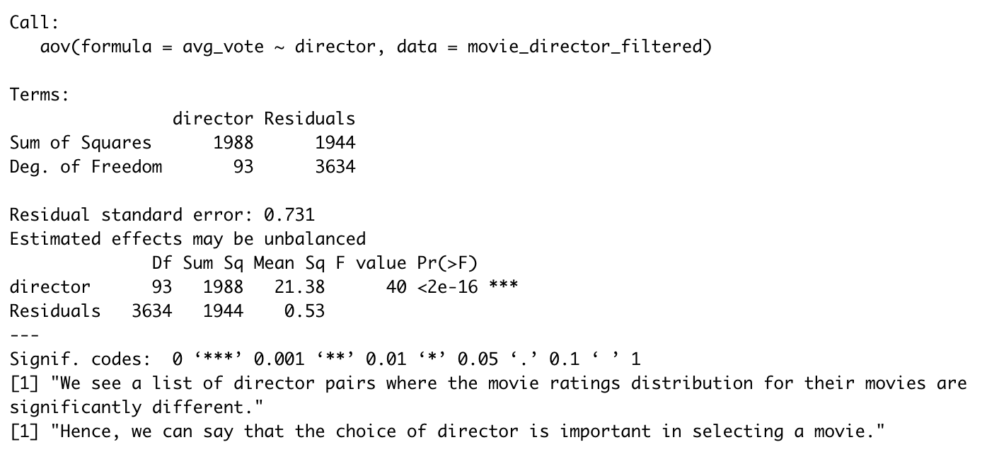 Call:
   aov(formula = avg_vote ~ director, data = movie_director_filtered)
Terms:
                director Residuals
Sum of Squares      1988      1944
Deg. of Freedom       93      3634
Residual standard error: 0.731
Estimated effects may be unbalanced
              Df Sum Sq Mean Sq F value Pr(>F)
director      93   1988   21.38      40 <2e-16 ***
Residuals   3634   1944    0.53
---
Signif. codes:  0 ‘***’ 0.001 ‘**’ 0.01 ‘*’ 0.05 ‘.’ 0.1 ‘ ’ 1
[1] "We see a list of director pairs where the movie ratings distribution for their movies are
significantly different."
[1] "Hence, we can say that the choice of director is important in selecting a movie."